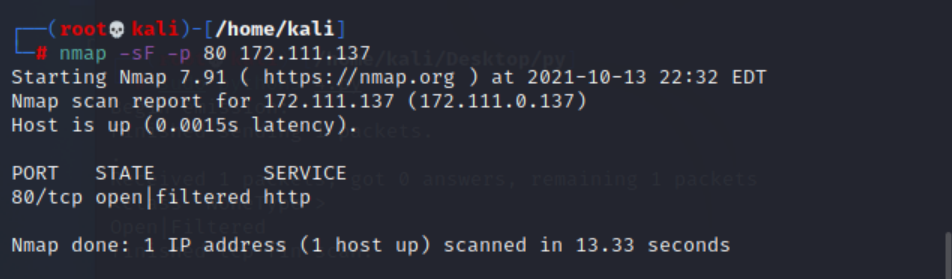 ┌──(root💀kali)-[/home/kali]
└─# nmap -sF -p 80 172.111.137
Starting Nmap 7.91 ( https://nmap.org ) at 2021-10-13 22:32 EDT
Nmap scan report for 172.111.137 (172.111.0.137)
Host is up (0.0015s latency).
PORT   STATE         SERVICE
80/tcp open|filtered http
Nmap done: 1 IP address (1 host up) scanned in 13.33 seconds